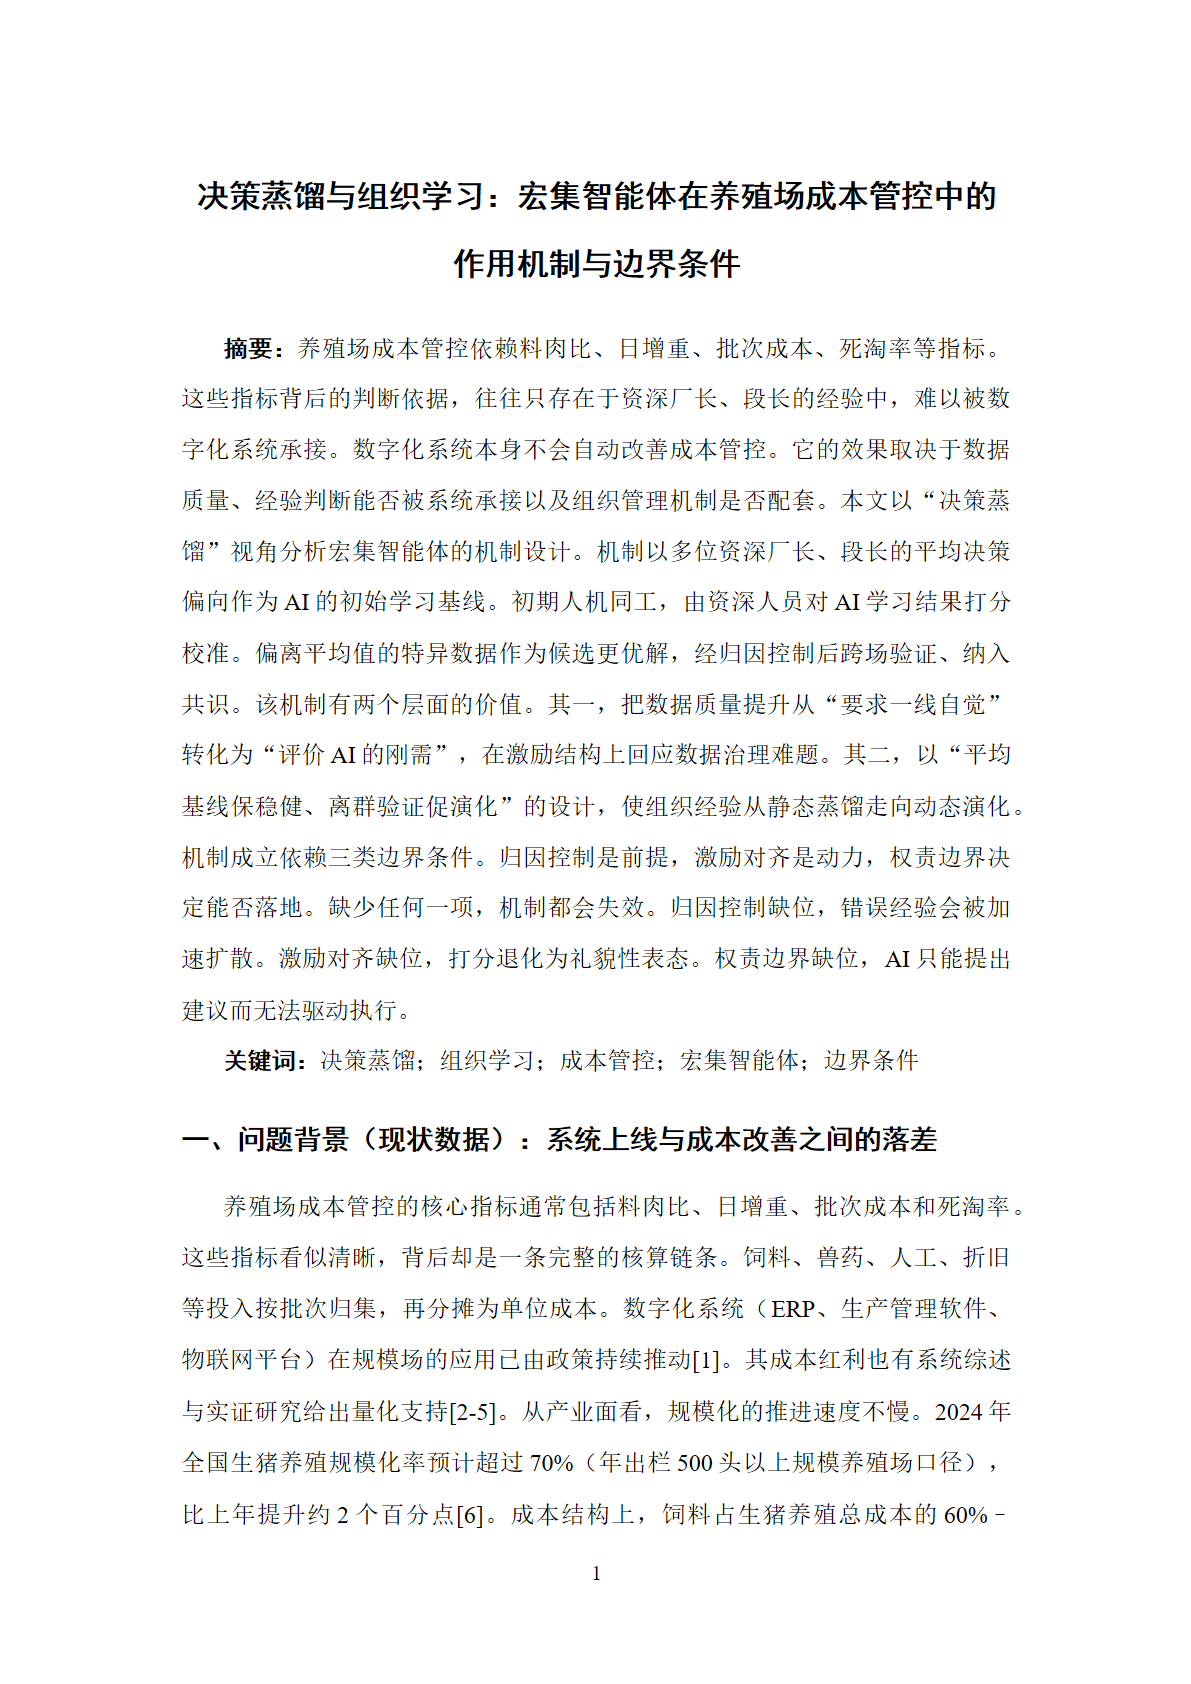 决策蒸馏与组织学习：宏集智能体在养殖场成本管控中的
作用机制与边界条件
摘要：养殖场成本管控依赖料肉比、日增重、批次成本、死淘率等指标。
这些指标背后的判断依据，往往只存在于资深厂长、段长的经验中，难以被数
字化系统承接。数字化系统本身不会自动改善成本管控。它的效果取决于数据
质量、经验判断能否被系统承接以及组织管理机制是否配套。本文以“决策蒸
馏”视角分析宏集智能体的机制设计。机制以多位资深厂长、段长的平均决策
偏向作为 AI 的初始学习基线。初期人机同工，由资深人员对 AI 学习结果打分
校准。偏离平均值的特异数据作为候选更优解，经归因控制后跨场验证、纳入
共识。该机制有两个层面的价值。其一，把数据质量提升从“要求一线自觉”
转化为“评价 AI 的刚需”，在激励结构上回应数据治理难题。其二，以“平均
基线保稳健、离群验证促演化”的设计，使组织经验从静态蒸馏走向动态演化。
机制成立依赖三类边界条件。归因控制是前提，激励对齐是动力，权责边界决
定能否落地。缺少任何一项，机制都会失效。归因控制缺位，错误经验会被加
速扩散。激励对齐缺位，打分退化为礼貌性表态。权责边界缺位，AI 只能提出
建议而无法驱动执行。
关键词：决策蒸馏；组织学习；成本管控；宏集智能体；边界条件
一、问题背景（现状数据）：系统上线与成本改善之间的落差
养殖场成本管控的核心指标通常包括料肉比、日增重、批次成本和死淘率。
这些指标看似清晰，背后却是一条完整的核算链条。饲料、兽药、人工、折旧
等投入按批次归集，再分摊为单位成本。数字化系统（ERP、生产管理软件、
物联网平台）在规模场的应用已由政策持续推动[1]。其成本红利也有系统综述
与实证研究给出量化支持[2-5]。从产业面看，规模化的推进速度不慢。2024 年
全国生猪养殖规模化率预计超过 70%（年出栏 500 头以上规模养殖场口径），
比上年提升约 2 个百分点[6]。成本结构上，饲料占生猪养殖总成本的 60%–
1